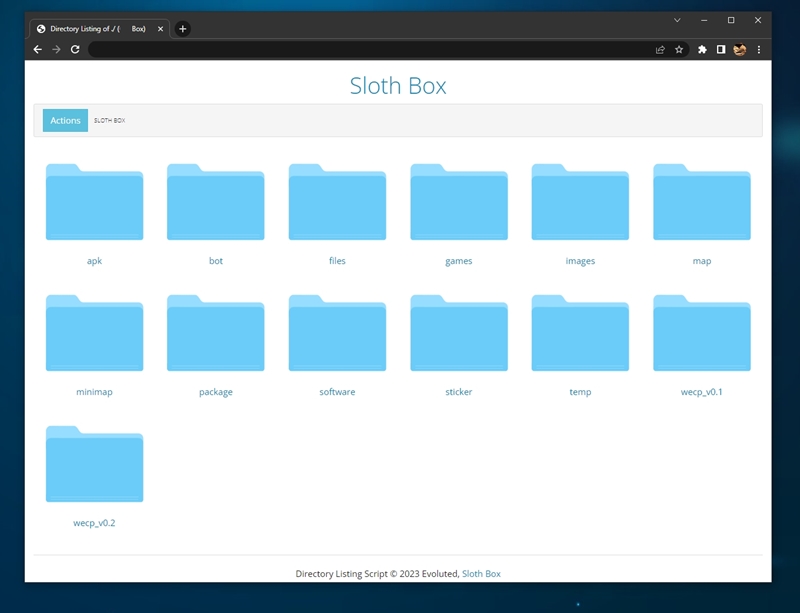 Directory Listing of ./ ( Box)
Sloth Box
Actions SLOTH BOX
apk bot files games images map
minimap package software sticker temp wecp_v0.1
wecp_v0.2
Directory Listing Script © 2023 Evoluted, Sloth Box